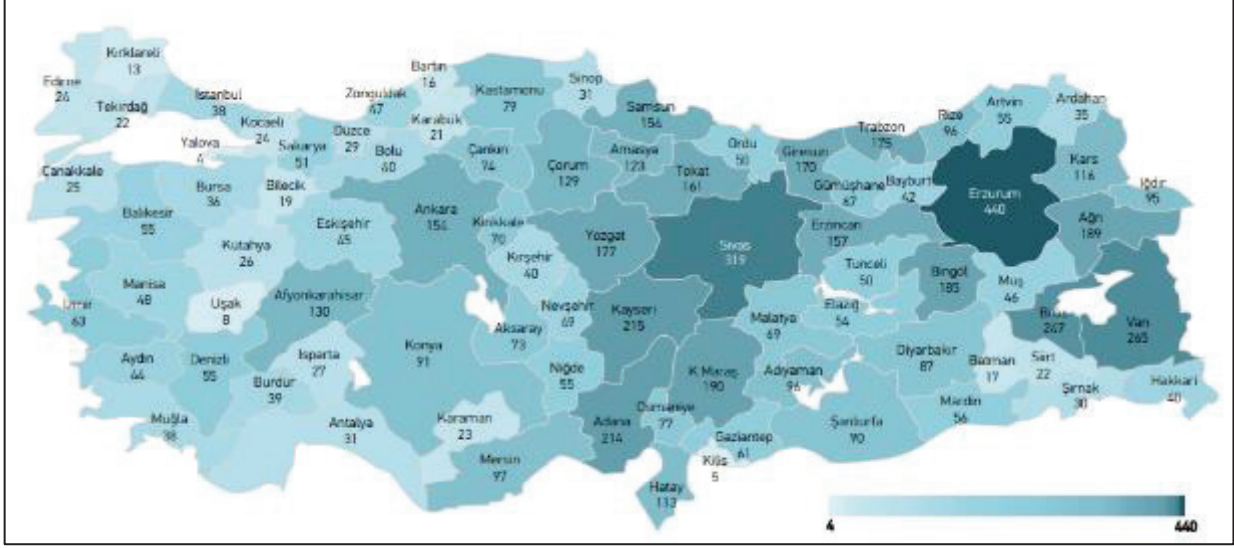 Kırklareli
13
Edirne
24
Tekirdağ
22
İstanbul
38
Kocaeli
24
Yalova
4
Sakarya
51
Düzce
29
Zonguldak
47
Bartın
16
Karabük
21
Bolu
60
Kastamonu
79
Sinop
31
Samsun
154
Çankırı
74
Çorum
129
Amasya
123
Tokat
161
Ordu
50
Giresun
170
Trabzon
175
Rize
96
Artvin
55
Ardahan
35
Kars
116
Iğdır
95
Ağrı
189
Erzurum
440
Bayburt
42
Gümüşhane
67
Erzincan
157
Sivas
319
Yozgat
177
Kırıkkale
70
Kırşehir
40
Ankara
154
Eskişehir
45
Bilecik
19
Bursa
36
Çanakkale
25
Balıkesir
55
Kütahya
26
Manisa
48
Uşak
8
Afyonkarahisar
130
İzmir
63
Aydın
44
Denizli
55
Muğla
38
Burdur
39
Isparta
27
Antalya
31
Konya
91
Karaman
23
Mersin
97
Aksaray
73
Nevşehir
69
Niğde
55
Kayseri
215
Adana
214
Osmaniye
77
Hatay
113
K Maraş
190
Kilis
5
Gaziantep
61
Adıyaman
96
Malatya
69
Elazığ
54
Tunceli
50
Bingöl
185
Muş
46
Bitlis
247
Van
265
Diyarbakır
87
Batman
17
Siirt
22
Şırnak
30
Hakkari
40
Mardin
56
Şanlıurfa
90
4
440